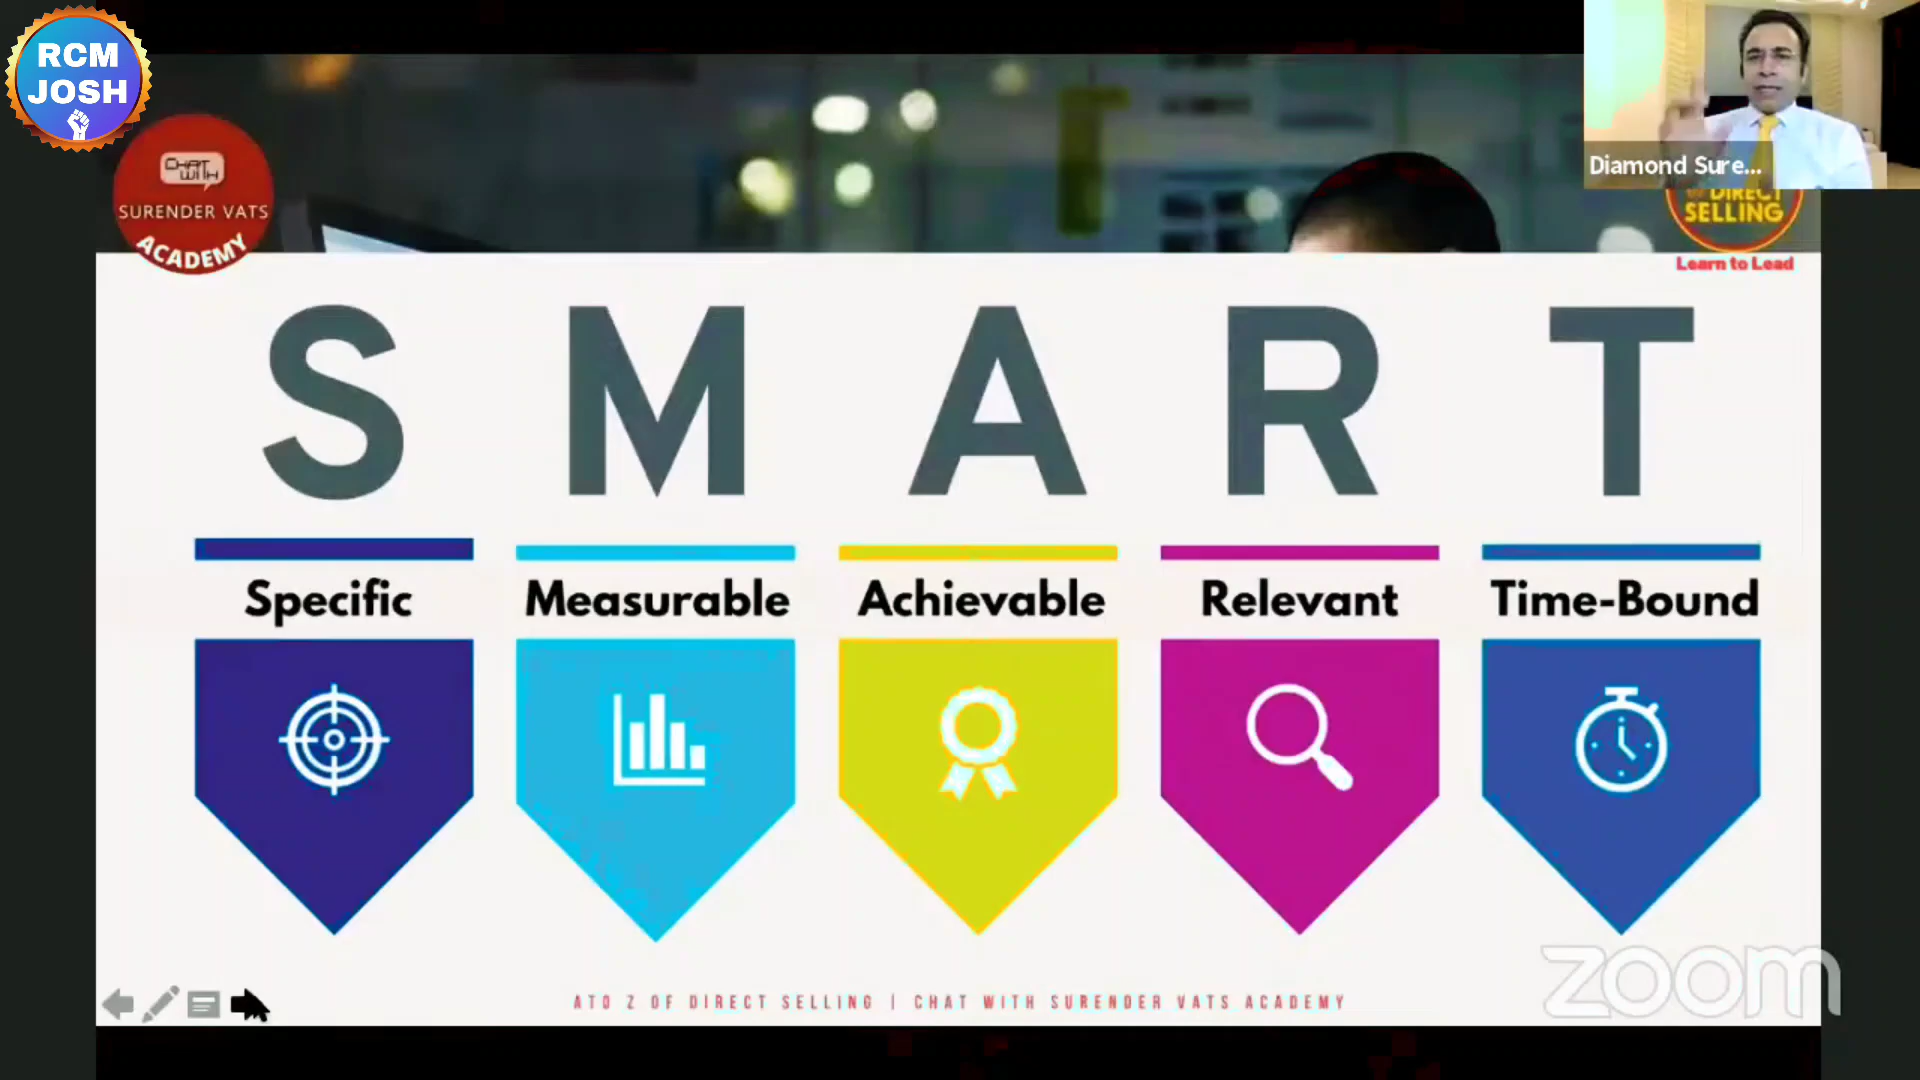 RCM
JOSH
CHAT
WITH
SURENDER VATS
ACADEMY
Diamond Sure...
DIRECT
SELLING
Learn to Lead
S M A R T
Specific Measurable Achievable Relevant Time-Bound
A TO Z OF DIRECT SELLING | CHAT WITH SURENDER VATS ACADEMY
zoom